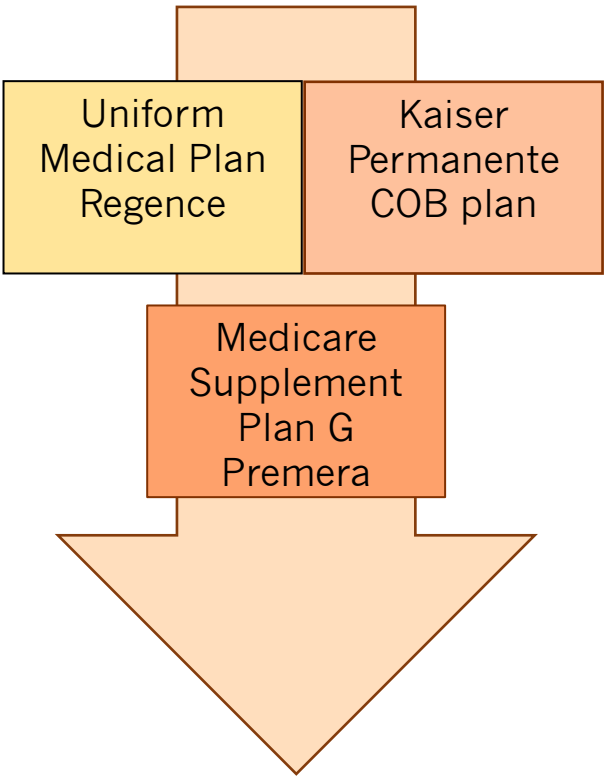 Uniform
Medical Plan
Regence
Kaiser
Permanente
COB plan
Medicare
Supplement
Plan G
Premera